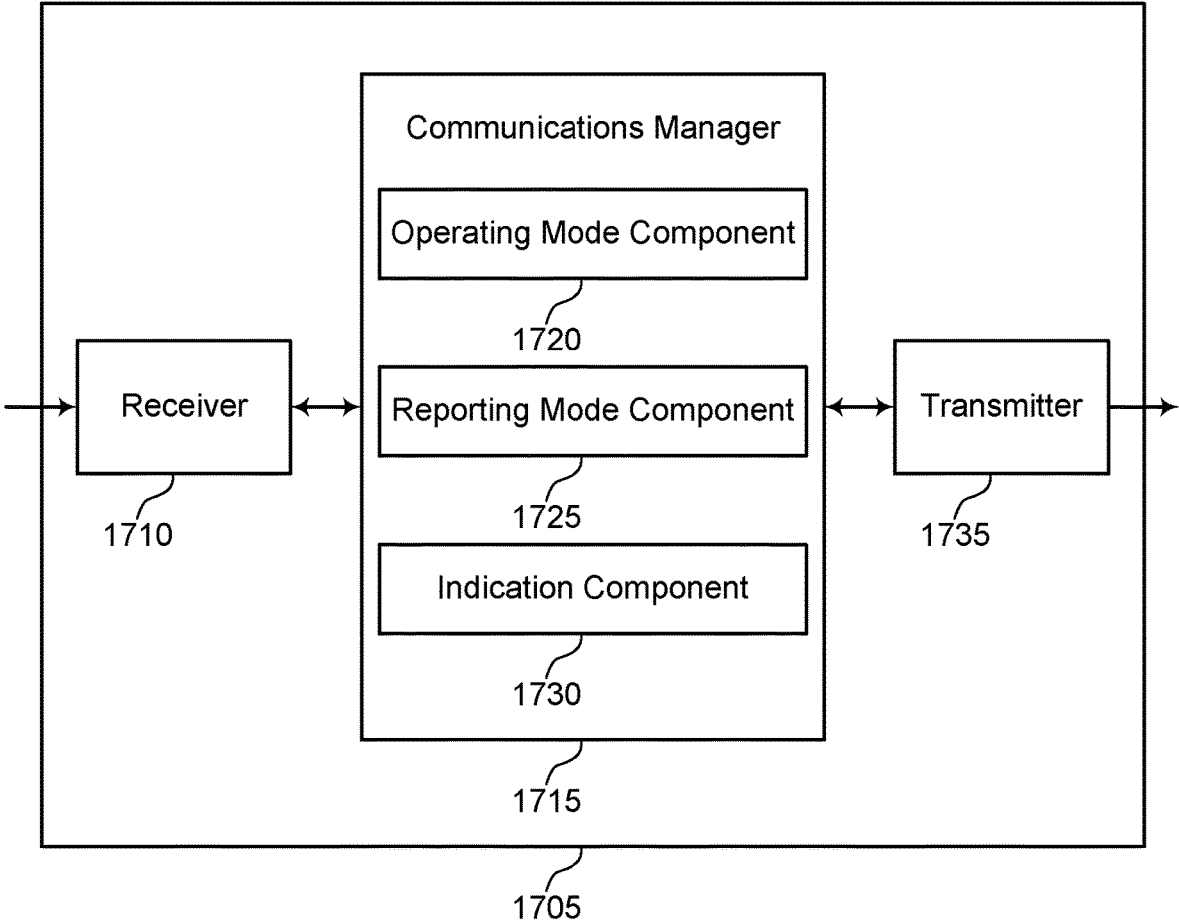 Communications Manager
Operating Mode Component
1720
Receiver
1710
Reporting Mode Component
1725
Transmitter
1735
Indication Component
1730
1715
1705